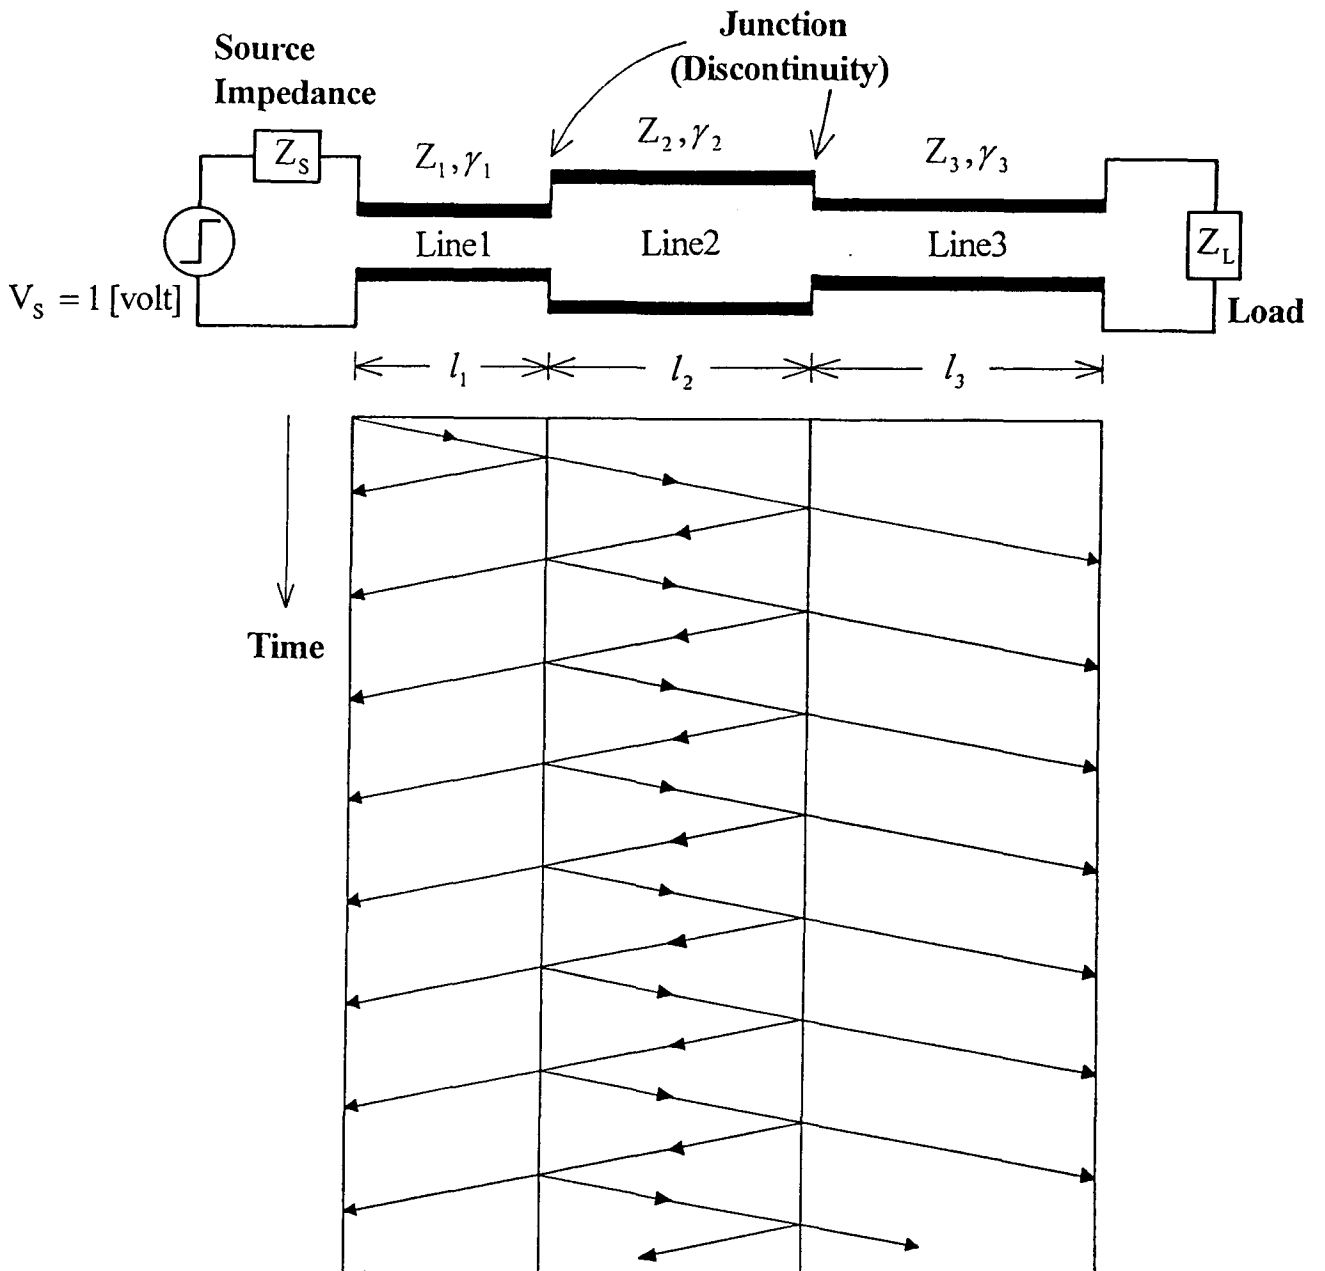 Junction
(Discontinuity)
Source
Impedance
Z_S
Z_1, γ_1
Z_2, γ_2
Z_3, γ_3
Line1
Line2
Line3
Z_L
V_S = 1 [volt]
Load
l_1
l_2
l_3
Time